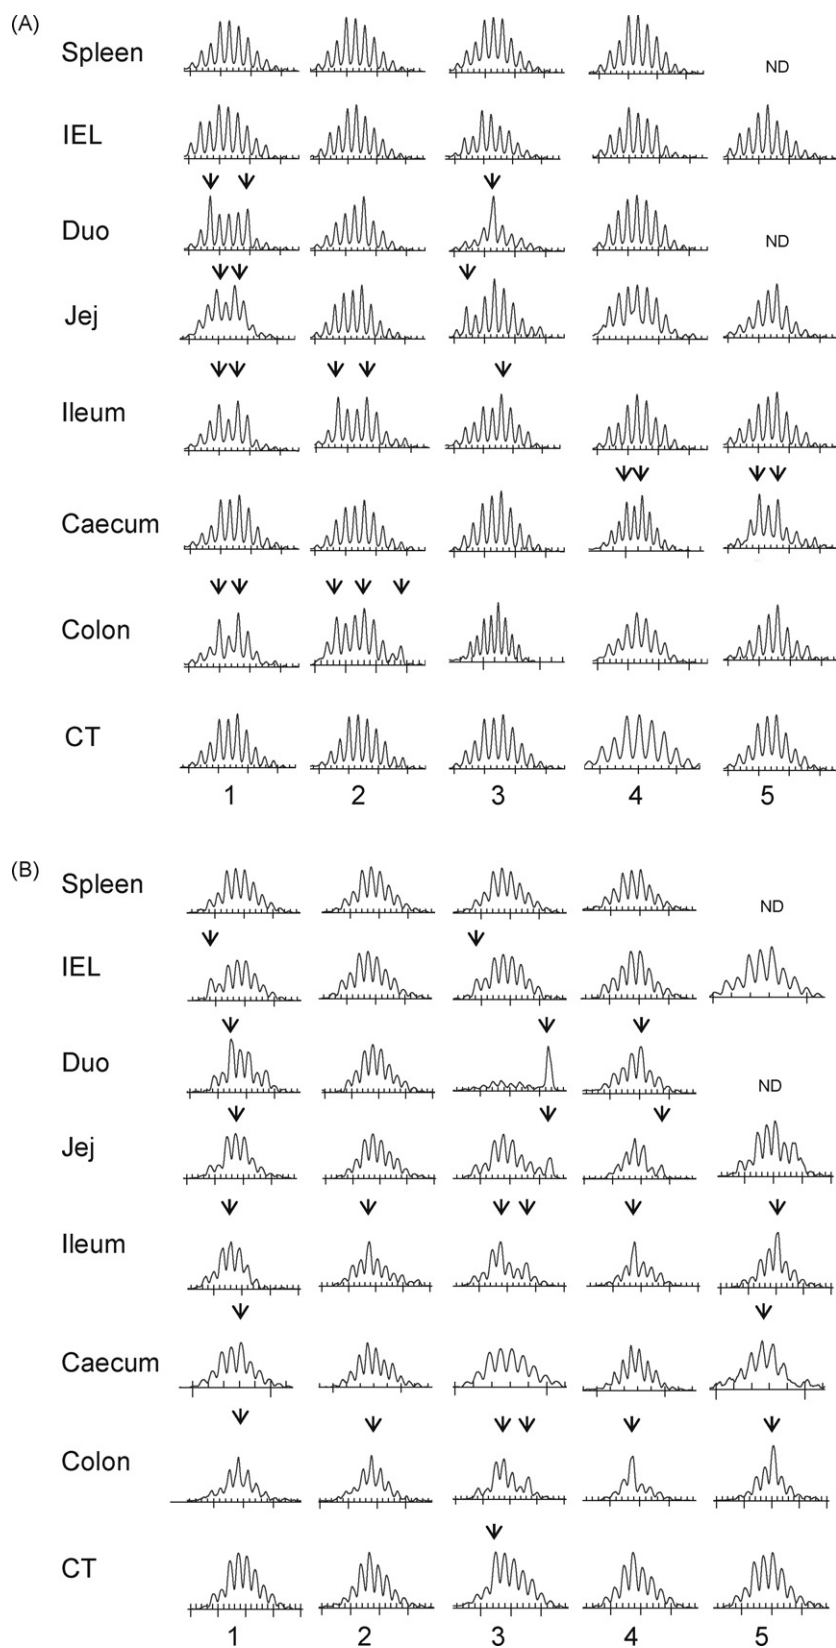 (A)
Spleen ND
IEL
Duo ND
Jej
Ileum
Caecum
Colon
CT
1 2 3 4 5
(B)
Spleen ND
IEL
Duo ND
Jej
Ileum
Caecum
Colon
CT
1 2 3 4 5